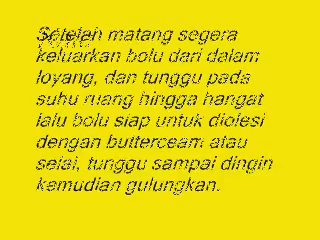 Setelah matang segera
keluarkan bolu dari dalam
loyang, dan tunggu pada
suhu ruang hingga hangat
lalu bolu siap untuk diolesi
dengan butterceam atau
selai, tunggu sampai dingin
kemudian gulungkan.